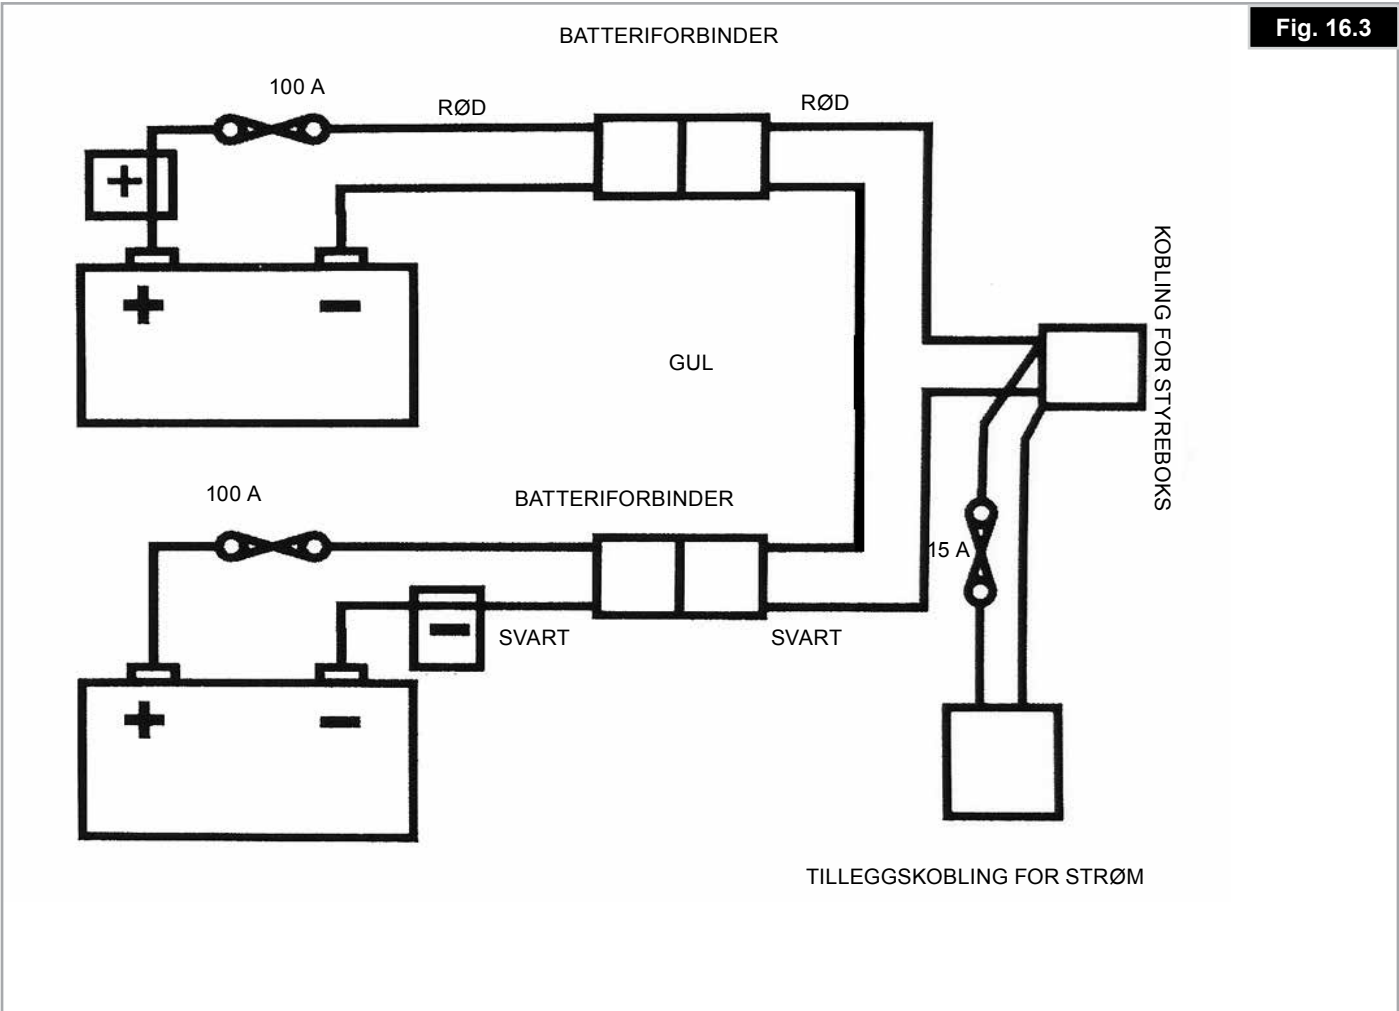 Fig. 16.3
BATTERIFORBINDER
100 A
RØD
RØD
+
+
−
GUL
KOBLING FOR STYREBOKS
100 A
BATTERIFORBINDER
15 A
−
SVART
SVART
+
−
TILLEGGSKOBLING FOR STRØM